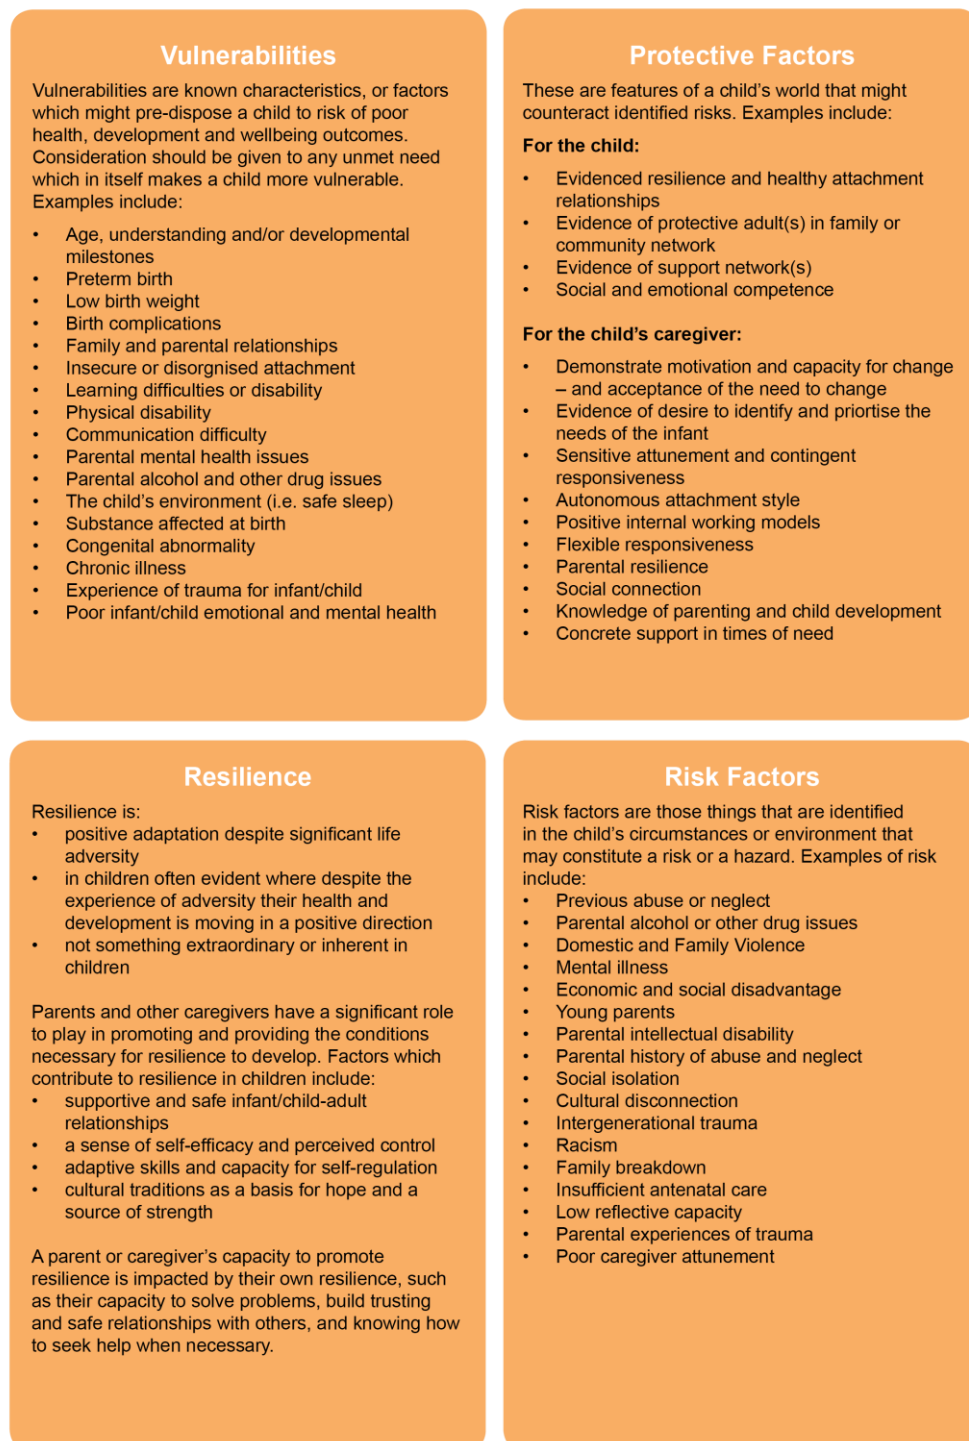 Vulnerabilities
Vulnerabilities are known characteristics, or factors
which might pre-dispose a child to risk of poor
health, development and wellbeing outcomes.
Consideration should be given to any unmet need
which in itself makes a child more vulnerable.
Examples include:
• Age, understanding and/or developmental
milestones
• Preterm birth
• Low birth weight
• Birth complications
• Family and parental relationships
• Insecure or disorgnised attachment
• Learning difficulties or disability
• Physical disability
• Communication difficulty
• Parental mental health issues
• Parental alcohol and other drug issues
• The child’s environment (i.e. safe sleep)
• Substance affected at birth
• Congenital abnormality
• Chronic illness
• Experience of trauma for infant/child
• Poor infant/child emotional and mental health
Protective Factors
These are features of a child’s world that might
counteract identified risks. Examples include:
For the child:
• Evidenced resilience and healthy attachment
relationships
• Evidence of protective adult(s) in family or
community network
• Evidence of support network(s)
• Social and emotional competence
For the child’s caregiver:
• Demonstrate motivation and capacity for change
– and acceptance of the need to change
• Evidence of desire to identify and priortise the
needs of the infant
• Sensitive attunement and contingent
responsiveness
• Autonomous attachment style
• Positive internal working models
• Flexible responsiveness
• Parental resilience
• Social connection
• Knowledge of parenting and child development
• Concrete support in times of need
Resilience
Resilience is:
• positive adaptation despite significant life
adversity
• in children often evident where despite the
experience of adversity their health and
development is moving in a positive direction
• not something extraordinary or inherent in
children
Parents and other caregivers have a significant role
to play in promoting and providing the conditions
necessary for resilience to develop. Factors which
contribute to resilience in children include:
• supportive and safe infant/child-adult
relationships
• a sense of self-efficacy and perceived control
• adaptive skills and capacity for self-regulation
• cultural traditions as a basis for hope and a
source of strength
A parent or caregiver’s capacity to promote
resilience is impacted by their own resilience, such
as their capacity to solve problems, build trusting
and safe relationships with others, and knowing how
to seek help when necessary.
Risk Factors
Risk factors are those things that are identified
in the child’s circumstances or environment that
may constitute a risk or a hazard. Examples of risk
include:
• Previous abuse or neglect
• Parental alcohol or other drug issues
• Domestic and Family Violence
• Mental illness
• Economic and social disadvantage
• Young parents
• Parental intellectual disability
• Parental history of abuse and neglect
• Social isolation
• Cultural disconnection
• Intergenerational trauma
• Racism
• Family breakdown
• Insufficient antenatal care
• Low reflective capacity
• Parental experiences of trauma
• Poor caregiver attunement